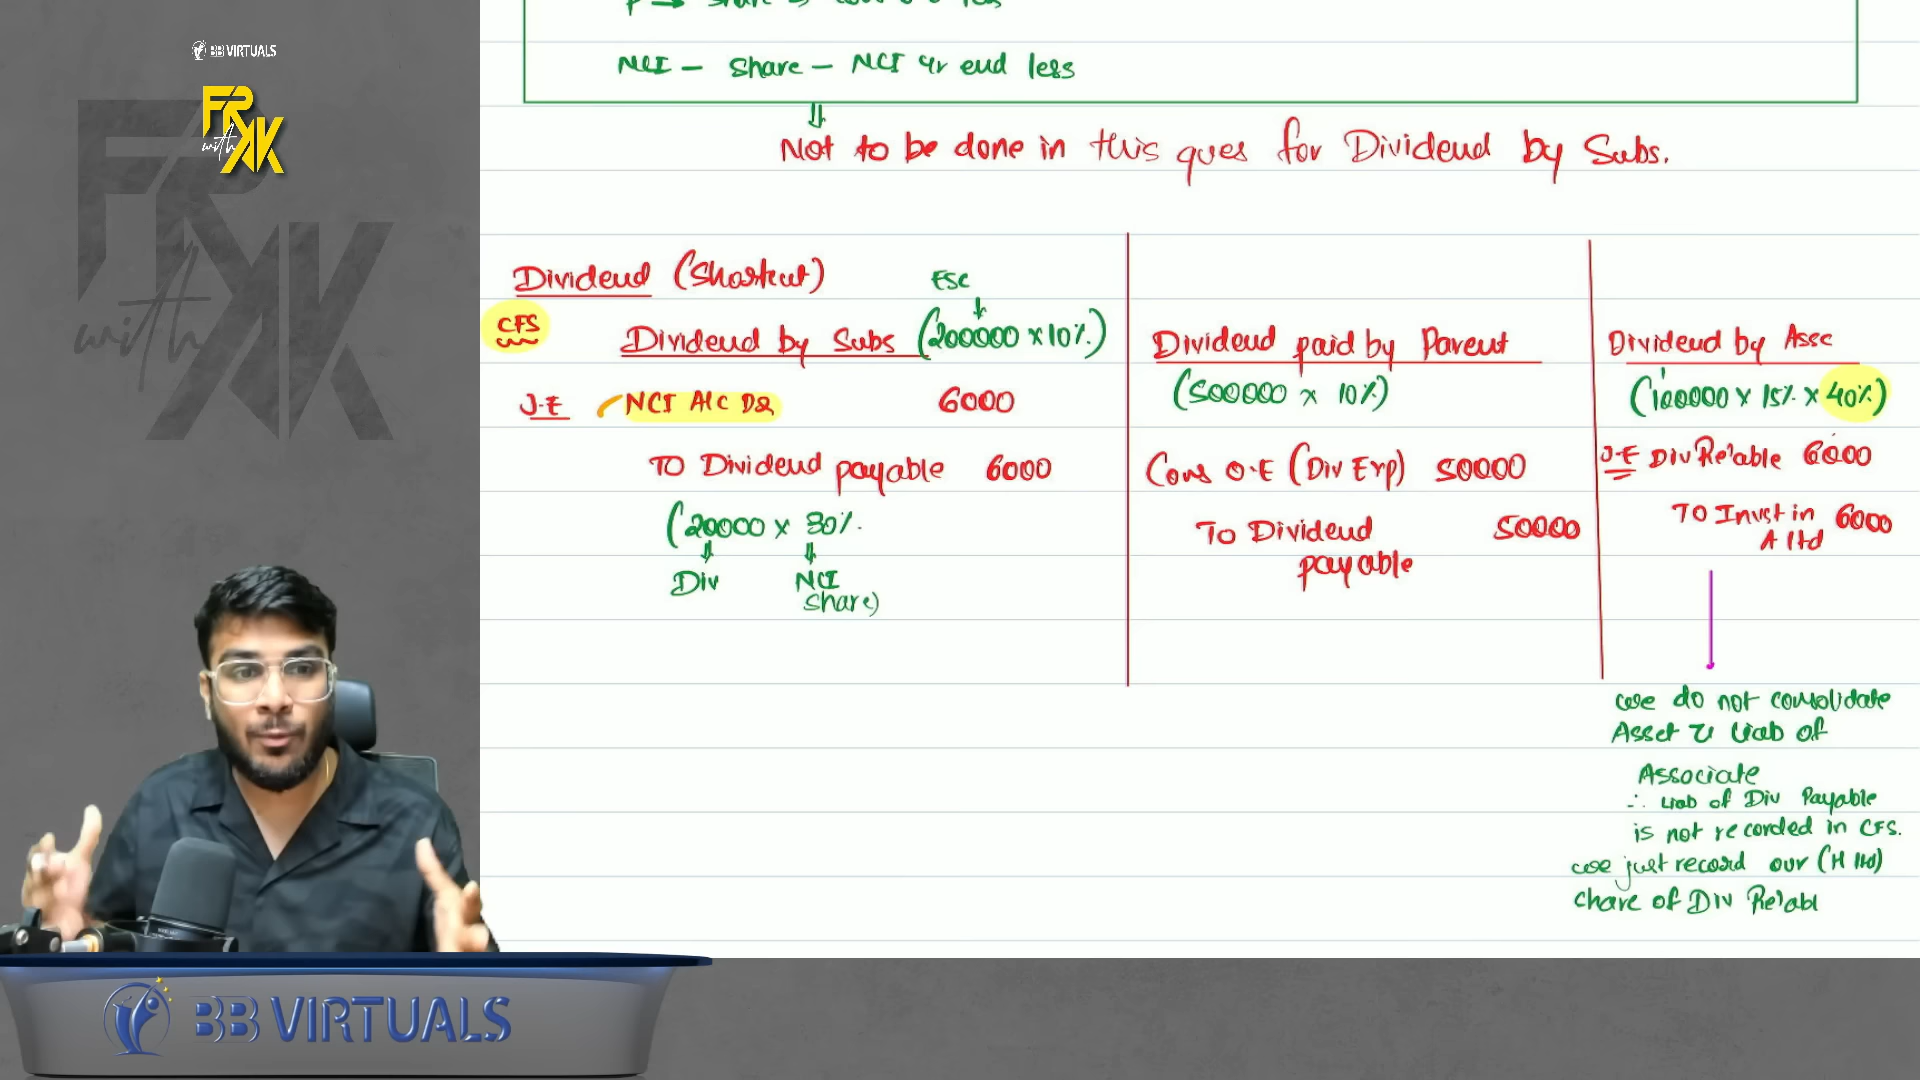 BB VIRTUALS
FR
with
AK
NCI – Share – NCI yr end less
Not to be done in this ques for Dividend by Subs.
Dividend (Shortcut)
ESC
CFS
Dividend by Subs (200000 x 10%)
J.E NCI A/C DR 6000
TO Dividend payable 6000
(20000 x 30%
Div NCI
share)
Dividend paid by Parent
(500000 x 10%)
Cons O.E (Div Exp) 50000
To Dividend 50000
payable
Dividend by Assc
(100000 x 15% x 40%)
J.E Div Re'able 6000
TO Invst in 6000
A ltd
we do not consolidate
Asset & Liab of
Associate
∴ Liab of Div Payable
is not recorded in CFS.
we just record our (H ltd)
share of Div Re'abl
BB VIRTUALS